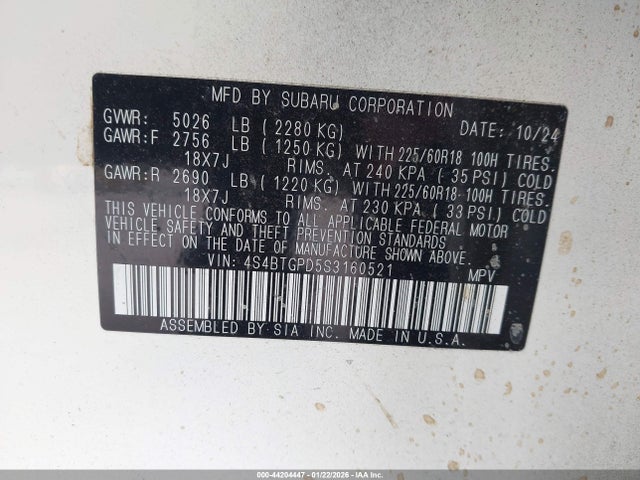 MFD BY SUBARU CORPORATION
GVWR: 5026 LB ( 2280 KG) DATE: 10/24
GAWR:F 2756 LB ( 1250 KG) WITH 225/60R18 100H TIRES.
18X7J RIMS. AT 240 KPA ( 35 PSI) COLD
GAWR:R 2690 LB ( 1220 KG) WITH 225/60R18 100H TIRES.
18X7J RIMS. AT 230 KPA ( 33 PSI) COLD
THIS VEHICLE CONFORMS TO ALL APPLICABLE FEDERAL MOTOR
VEHICLE SAFETY AND THEFT PREVENTION STANDARDS
IN EFFECT ON THE DATE OF MANUFACTURE SHOWN ABOVE.
VIN: 4S4BTGPD5S3160521 MPV
ASSEMBLED BY SIA INC. MADE IN U.S.A.
000-44204447 - 01/22/2026 - IAAI Copart